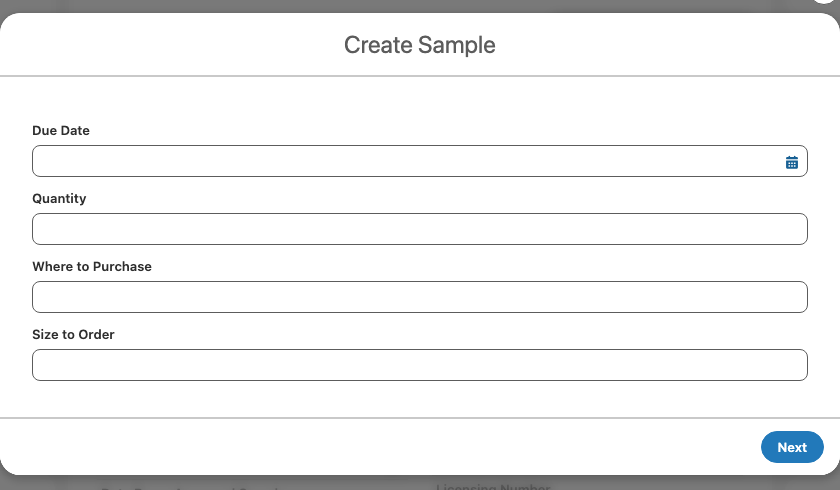 Create Sample
Due Date
Quantity
Where to Purchase
Size to Order
Next
Licensing Number